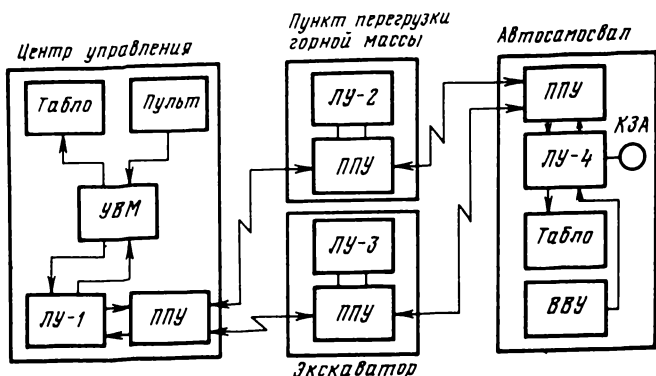 Центр управления
Табло
Пульт
УВМ
ЛУ-1
ППУ
Пункт перегрузки
горной массы
ЛУ-2
ППУ
ЛУ-3
ППУ
Экскаватор
Автосамосвал
ППУ
КЗА
ЛУ-4
Табло
ВВУ